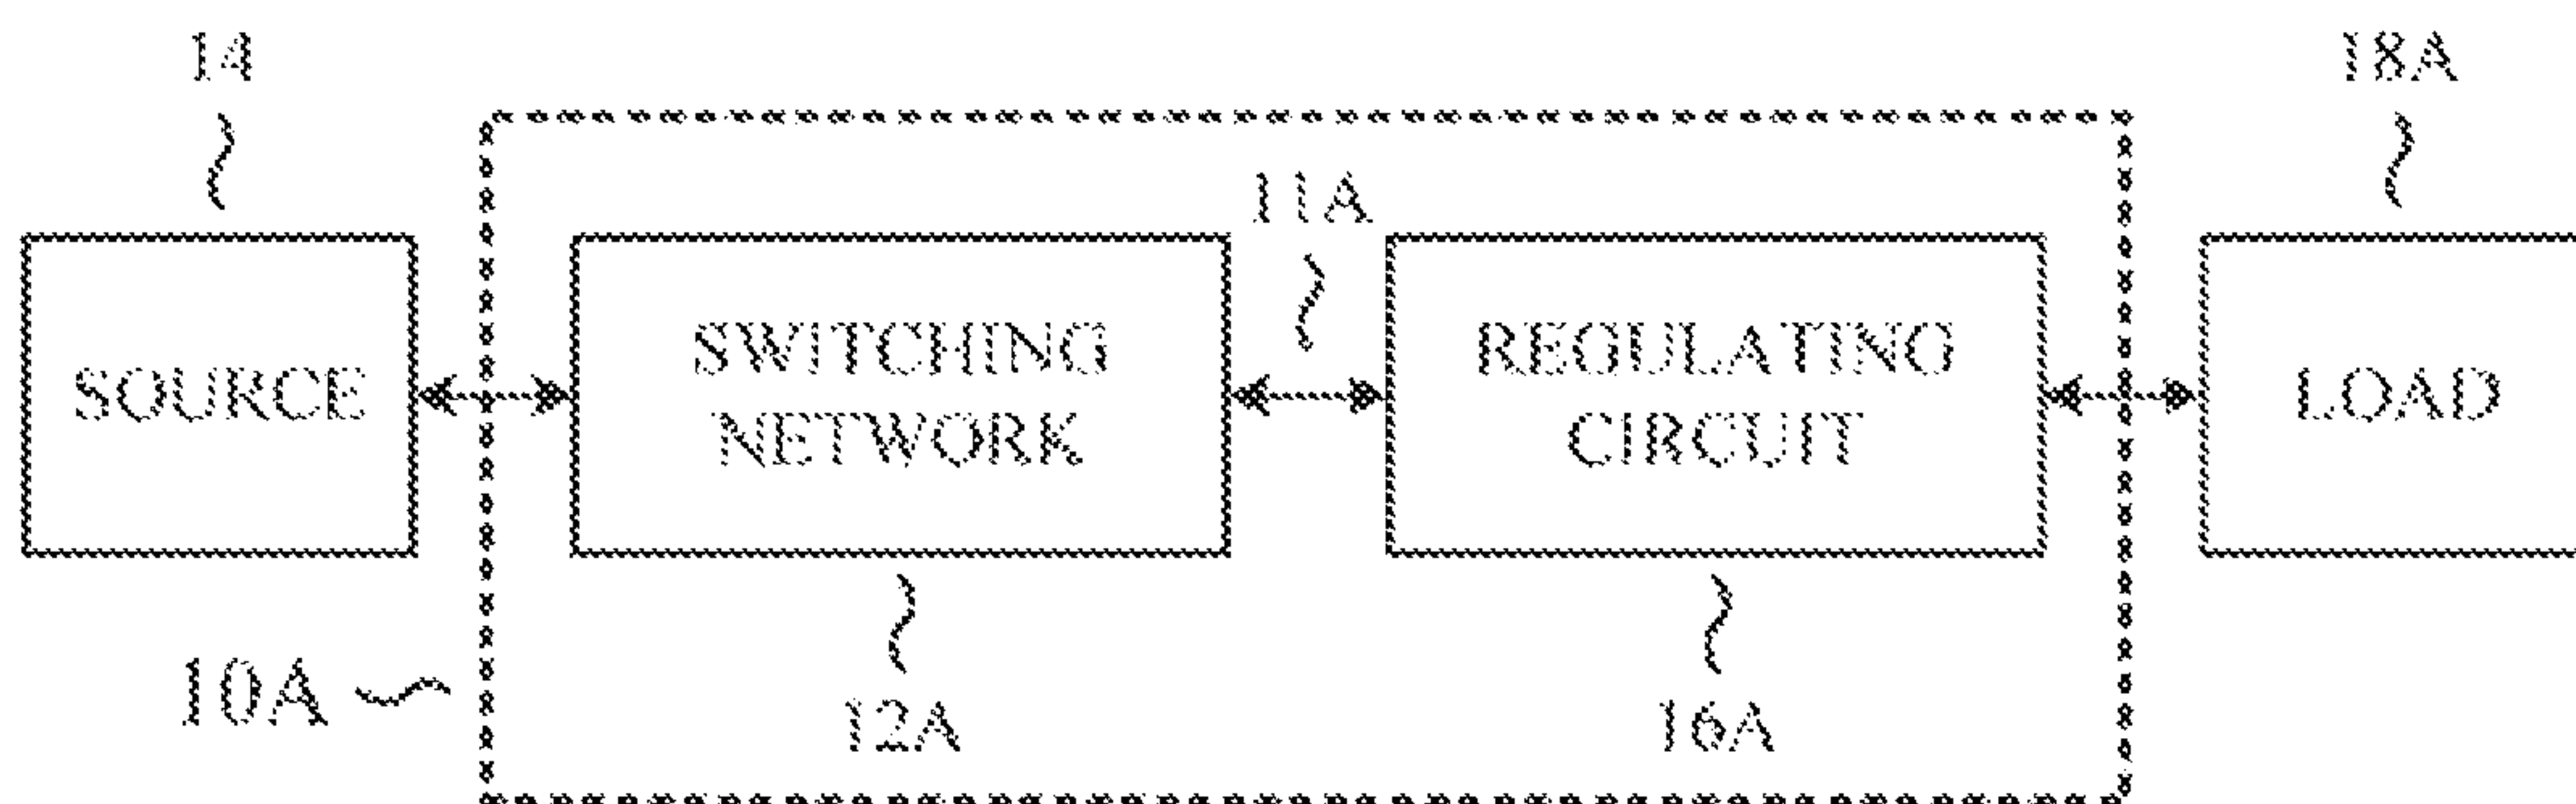 14
18A
11A
SOURCE
SWITCHING
NETWORK
REGULATING
CIRCUIT
LOAD
10A
12A
16A